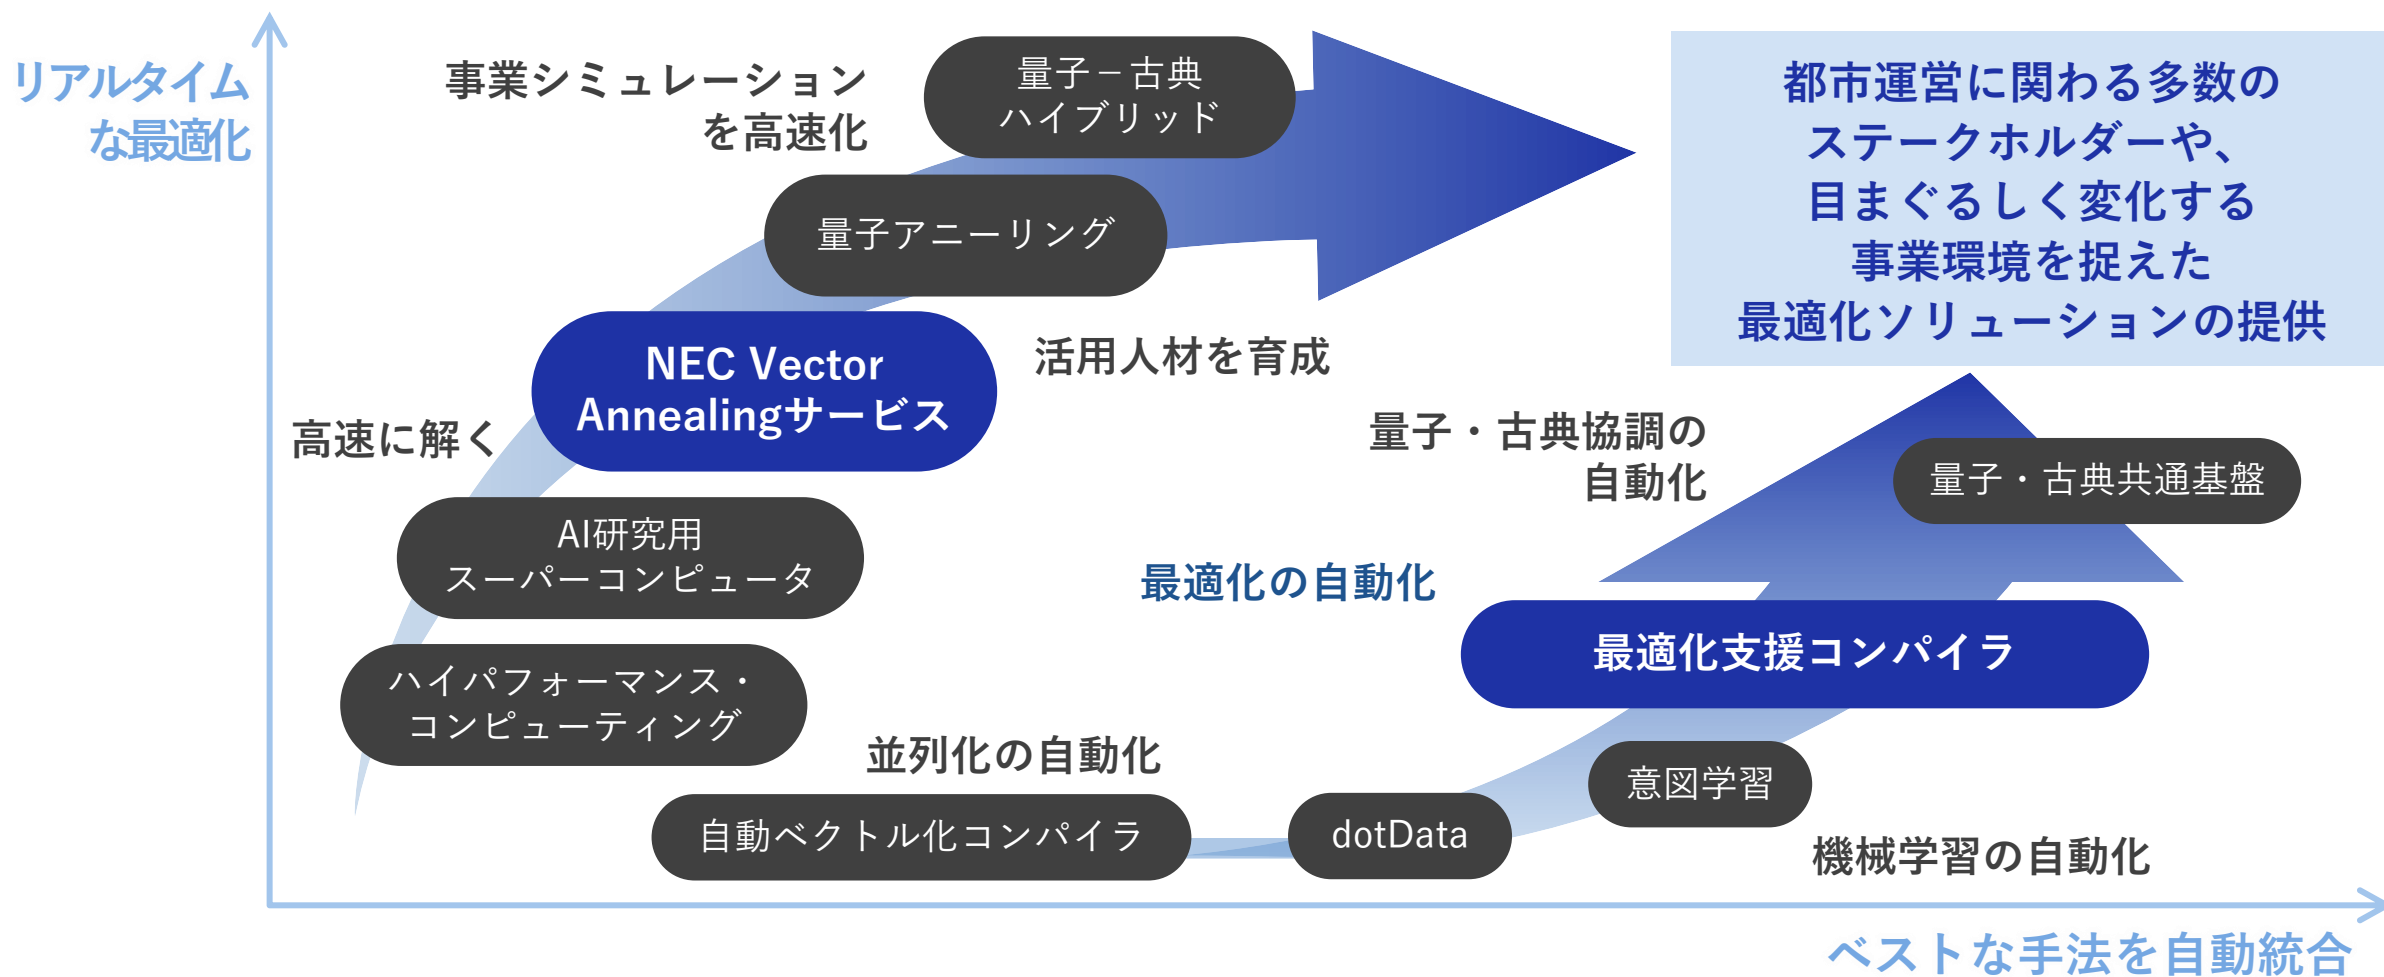 リアルタイム
な最適化
事業シミュレーション
を高速化
量子－古典
ハイブリッド
都市運営に関わる多数の
ステークホルダーや、
目まぐるしく変化する
事業環境を捉えた
最適化ソリューションの提供
量子アニーリング
NEC Vector
Annealingサービス
活用人材を育成
高速に解く
量子・古典協調の
自動化
量子・古典共通基盤
AI研究用
スーパーコンピュータ
最適化の自動化
最適化支援コンパイラ
ハイパフォーマンス・
コンピューティング
並列化の自動化
意図学習
自動ベクトル化コンパイラ
dotData
機械学習の自動化
ベストな手法を自動統合